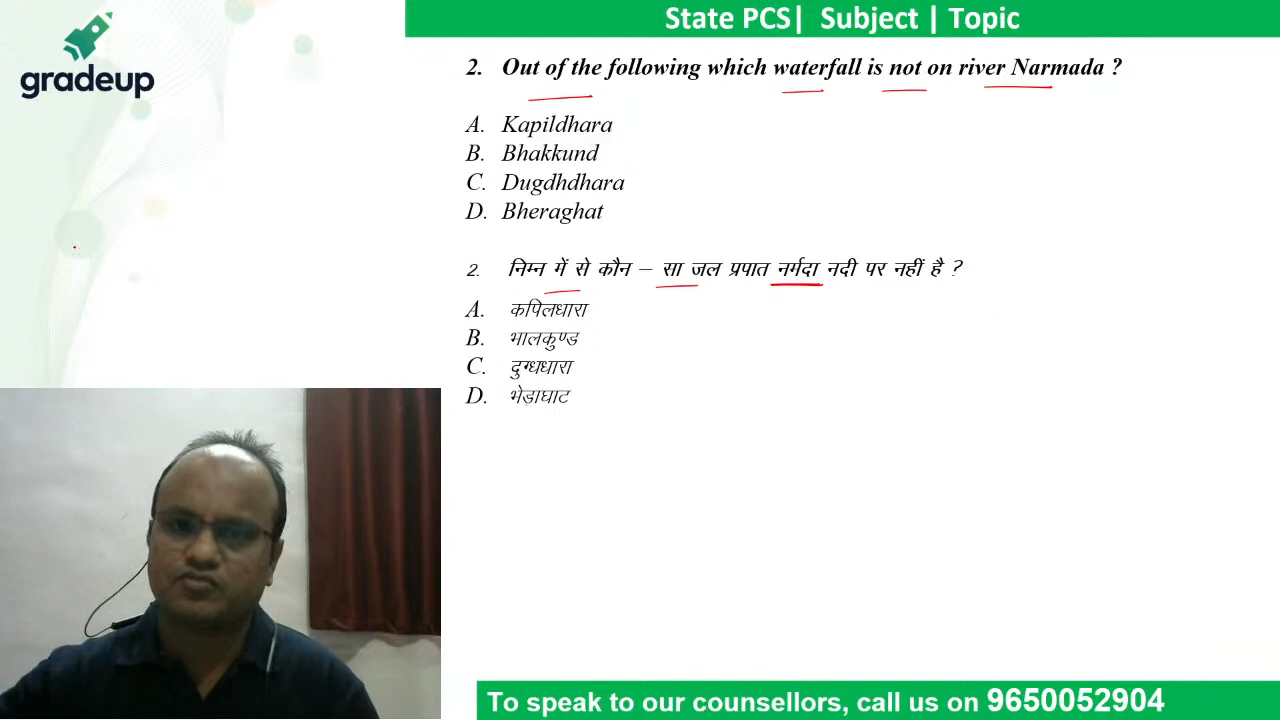 State PCS| Subject | Topic
gradeup
2. Out of the following which waterfall is not on river Narmada ?
A. Kapildhara
B. Bhakkund
C. Dugdhdhara
D. Bheraghat
2. निम्न में से कौन – सा जल प्रपात नर्मदा नदी पर नहीं है ?
A. कपिलधारा
B. भालकुण्ड
C. दुग्धधारा
D. भेड़ाघाट
To speak to our counsellors, call us on 9650052904